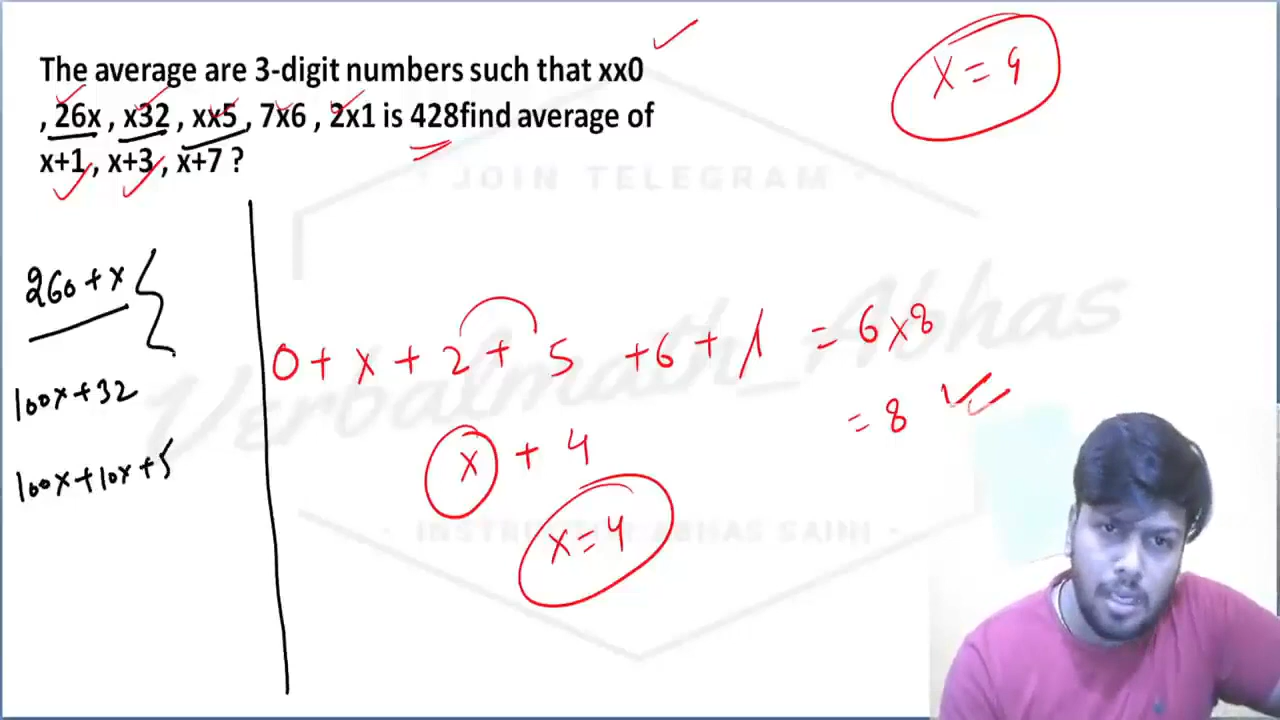 The average are 3-digit numbers such that xx0
, 26x , x32 , xx5 , 7x6 , 2x1 is 428find average of
x+1 , x+3 , x+7 ?
x = 4
· JOIN TELEGRAM ·
260 + x
100x + 32
100x + 10x + 5
0 + x + 2 + 5 + 6 + 1 = 6 x 8
= 8
x + 4
x = 4
Verbalmath_Abhas
· INSTRUCTOR ABHAS SAINI ·